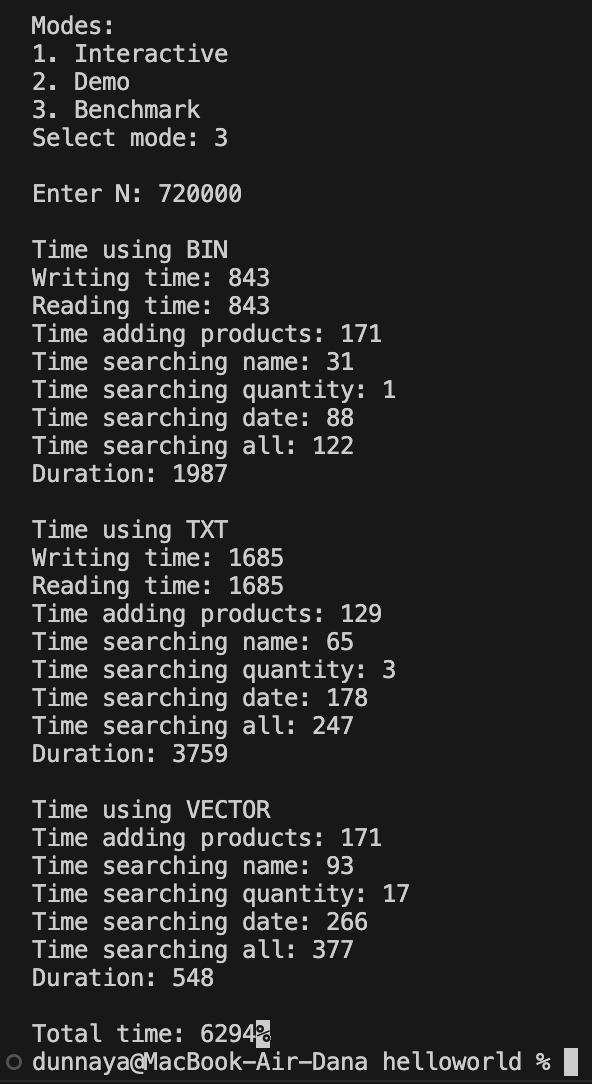 Modes:
1. Interactive
2. Demo
3. Benchmark
Select mode: 3
Enter N: 720000
Time using BIN
Writing time: 843
Reading time: 843
Time adding products: 171
Time searching name: 31
Time searching quantity: 1
Time searching date: 88
Time searching all: 122
Duration: 1987
Time using TXT
Writing time: 1685
Reading time: 1685
Time adding products: 129
Time searching name: 65
Time searching quantity: 3
Time searching date: 178
Time searching all: 247
Duration: 3759
Time using VECTOR
Time adding products: 171
Time searching name: 93
Time searching quantity: 17
Time searching date: 266
Time searching all: 377
Duration: 548
Total time: 6294%
dunnaya@MacBook-Air-Dana helloworld %